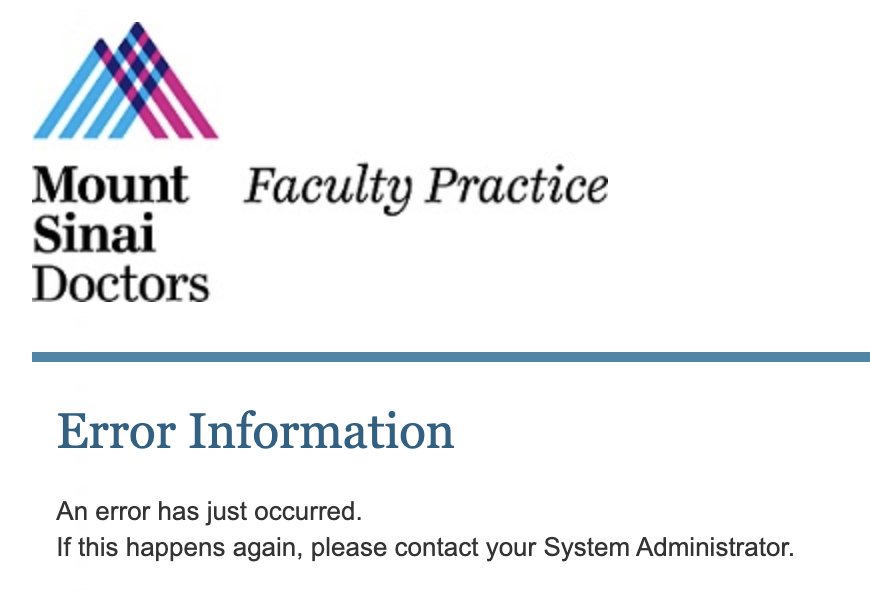 Mount
Sinai
Doctors
Faculty Practice
Error Information
An error has just occurred.
If this happens again, please contact your System Administrator.